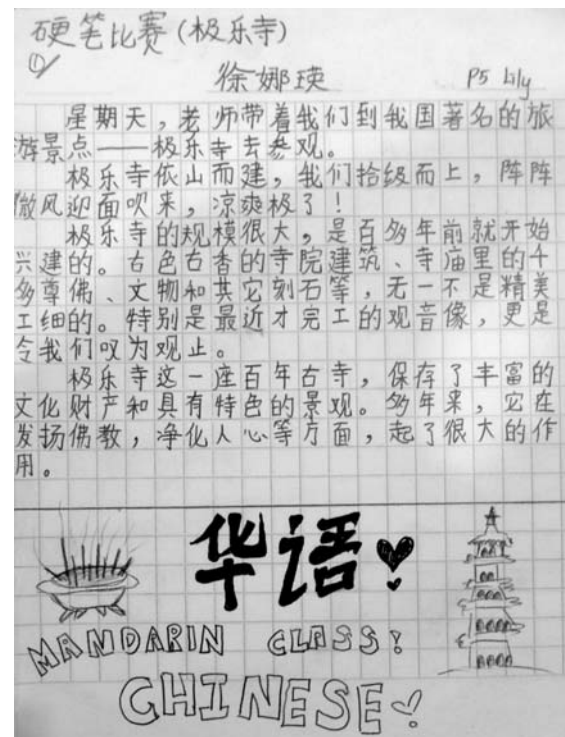 硬笔比赛(极乐寺)
①
徐娜瑛 P5 Lily
星期天，老师带着我们到我国著名的旅
游景点——极乐寺去参观。
极乐寺依山而建，我们拾级而上，阵阵
微风迎面吹来，凉爽极了！
极乐寺的规模很大，是百多年前就开始
兴建的。古色古香的寺院建筑、寺庙里的千
多尊佛、文物和其它刻石等，无一不是精美
工细的。特别是最近才完工的观音像，更是
令我们叹为观止。
极乐寺这一座百年古寺，保存了丰富的
文化财产和具有特色的景观。多年来，它在
发扬佛教，净化人心等方面，起了很大的作
用。
华语!
MANDARIN CLASS!
CHINESE!